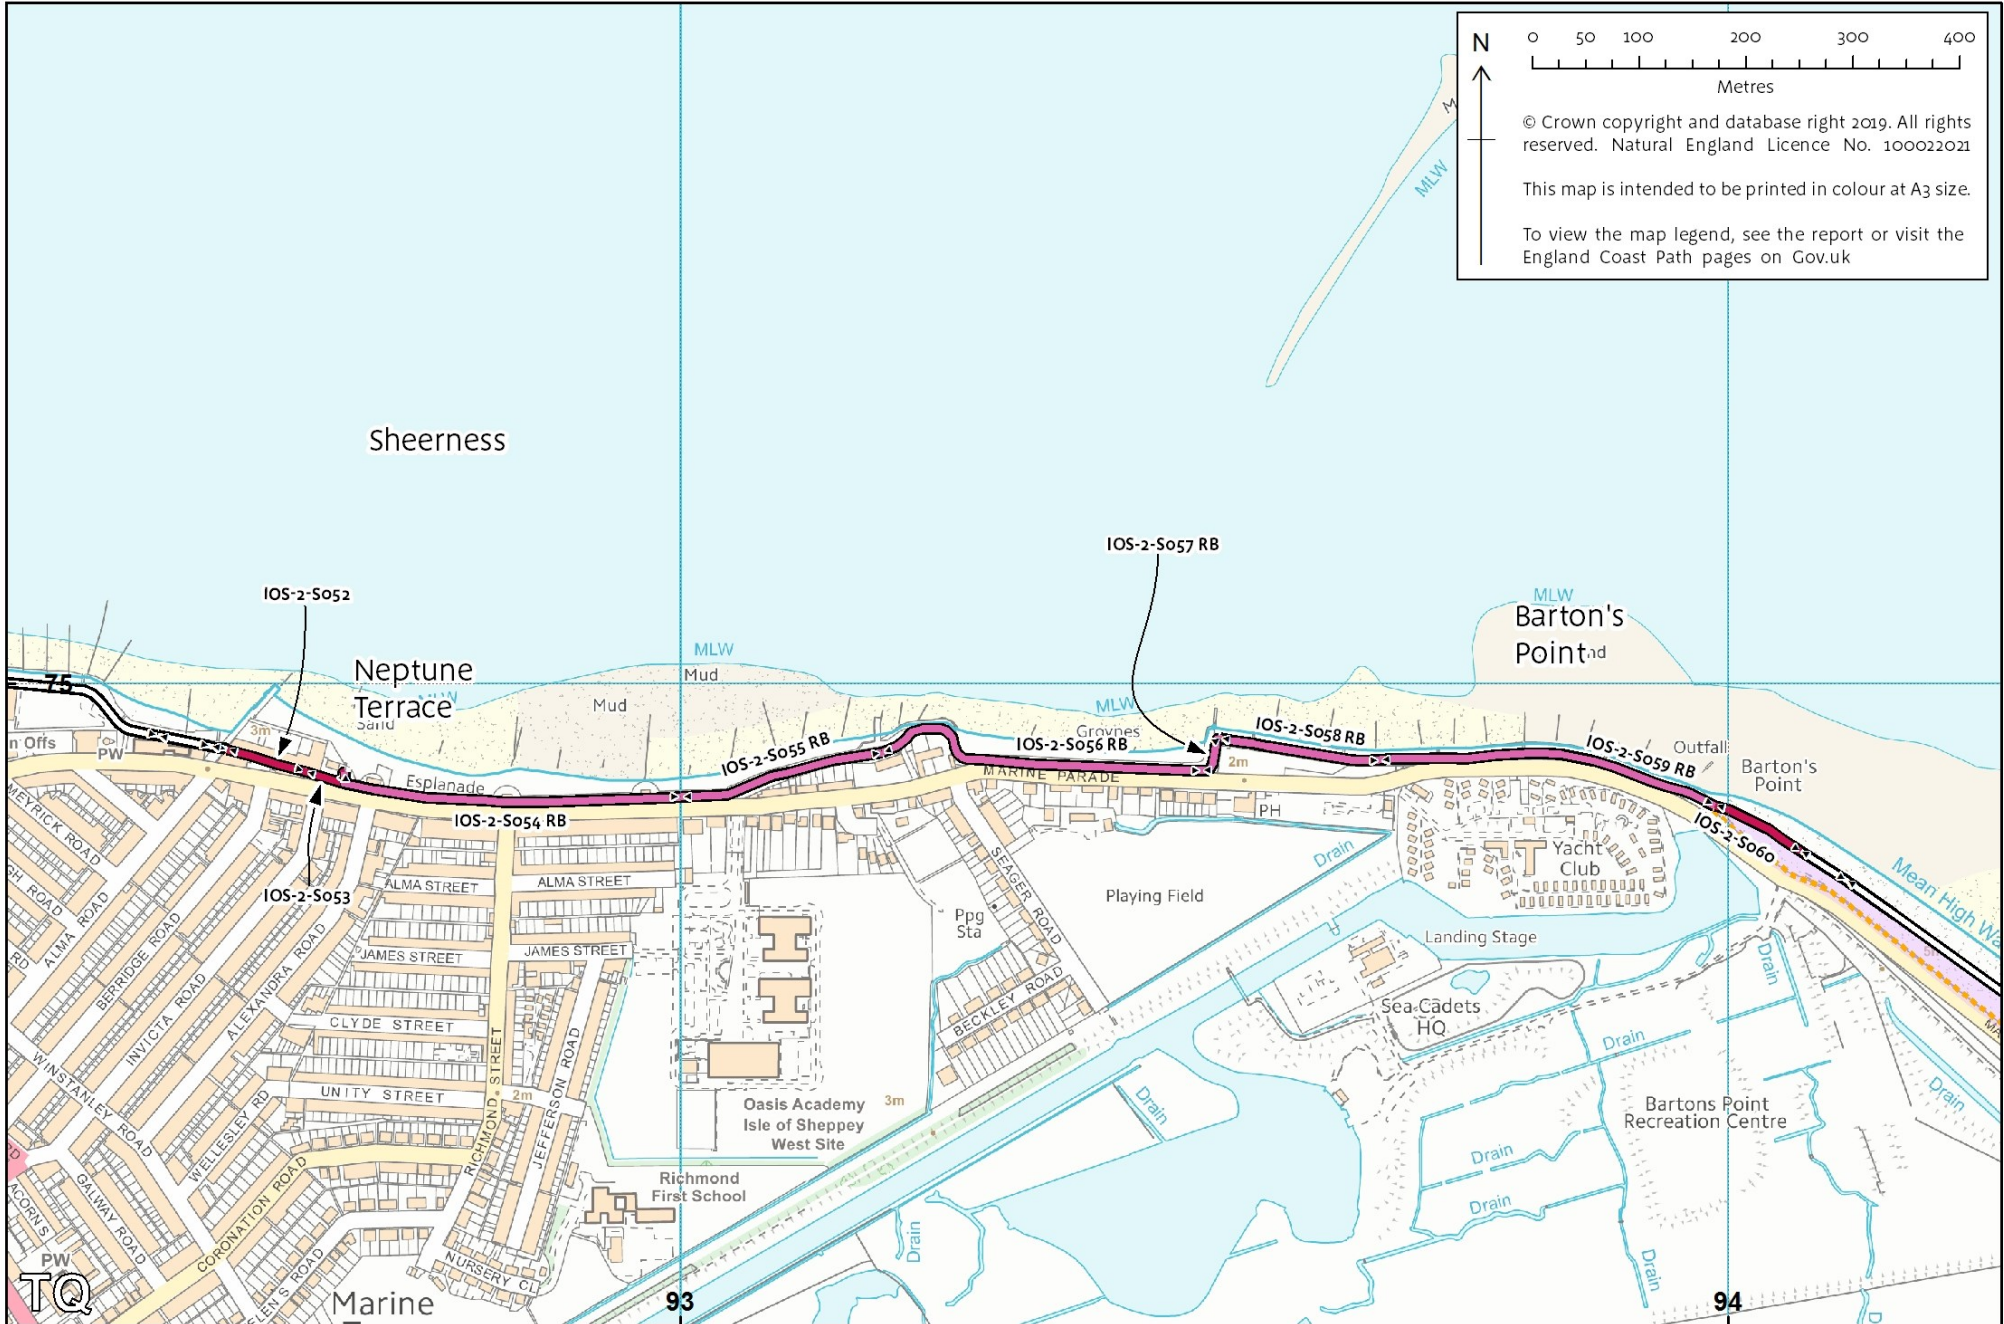 N
0 50 100 200 300 400
Metres
© Crown copyright and database right 2019. All rights
reserved. Natural England Licence No. 100022021
This map is intended to be printed in colour at A3 size.
To view the map legend, see the report or visit the
England Coast Path pages on Gov.uk
MLW
Sheerness
IOS-2-S057 RB
IOS-2-S052
MLW
Barton's
Point
Neptune
Terrace
MLW
Sand
MLW
Mud
Mud
MLW
75
3m
PW
Groynes
IOS-2-S055 RB
IOS-2-S056 RB
IOS-2-S058 RB
IOS-2-S059 RB
Outfall
Barton's
Point
2m
Esplanade
MARINE PARADE
IOS-2-S054 RB
PH
IOS-2-S060
IOS-2-S053
Yacht
Club
Drain
Mean High
MEYRICK ROAD
ALMA ROAD
BERRIDGE ROAD
INVICTA ROAD
ALEXANDRA ROAD
ALMA STREET
ALMA STREET
JAMES STREET
JAMES STREET
CLYDE STREET
UNITY STREET
RICHMOND STREET
2m
JEFFERSON ROAD
WINSTANLEY ROAD
WELLESLEY RD
GALWAY ROAD
CORONATION ROAD
NURSERY CL
PW
TQ
Marine
Ppg
Sta
SEAGER ROAD
BECKLEY ROAD
Playing Field
Landing Stage
Sea Cadets
HQ
Drain
Drain
Drain
Drain
Oasis Academy
Isle of Sheppey
West Site
3m
Richmond
First School
Bartons Point
Recreation Centre
Drain
Drain
Drain
Drain
93
94